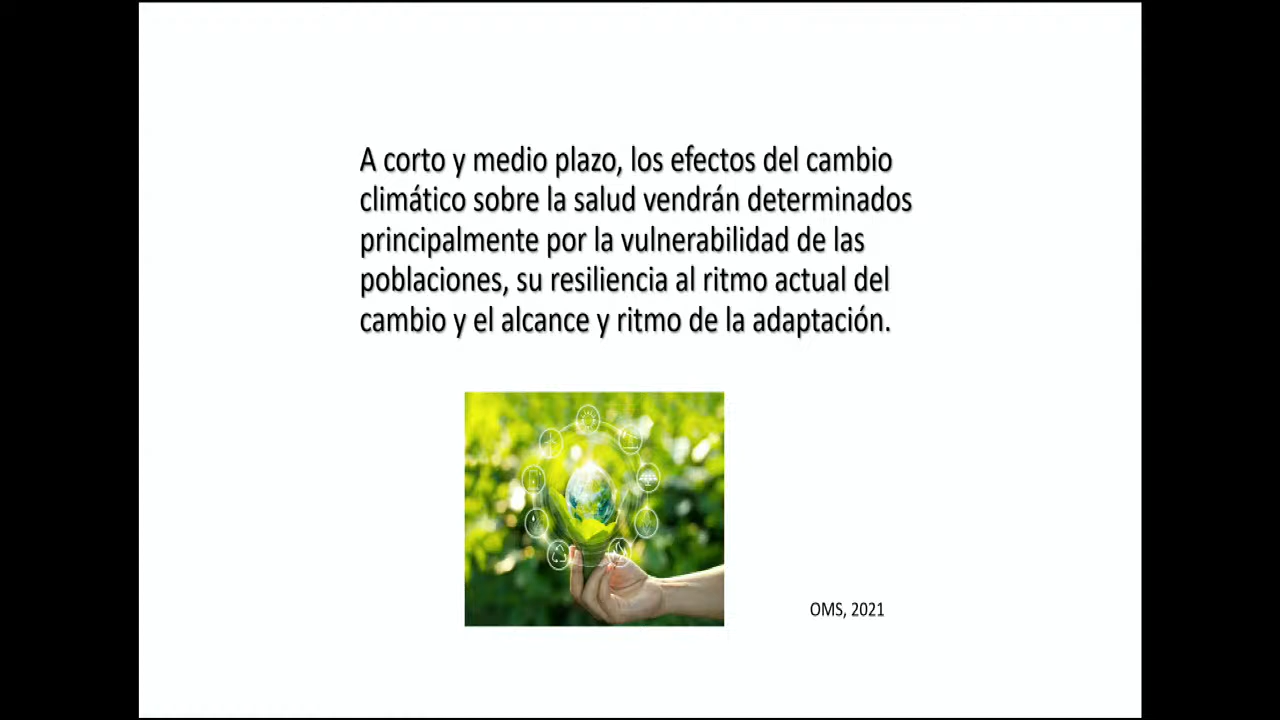 A corto y medio plazo, los efectos del cambio
climático sobre la salud vendrán determinados
principalmente por la vulnerabilidad de las
poblaciones, su resiliencia al ritmo actual del
cambio y el alcance y ritmo de la adaptación.
OMS, 2021